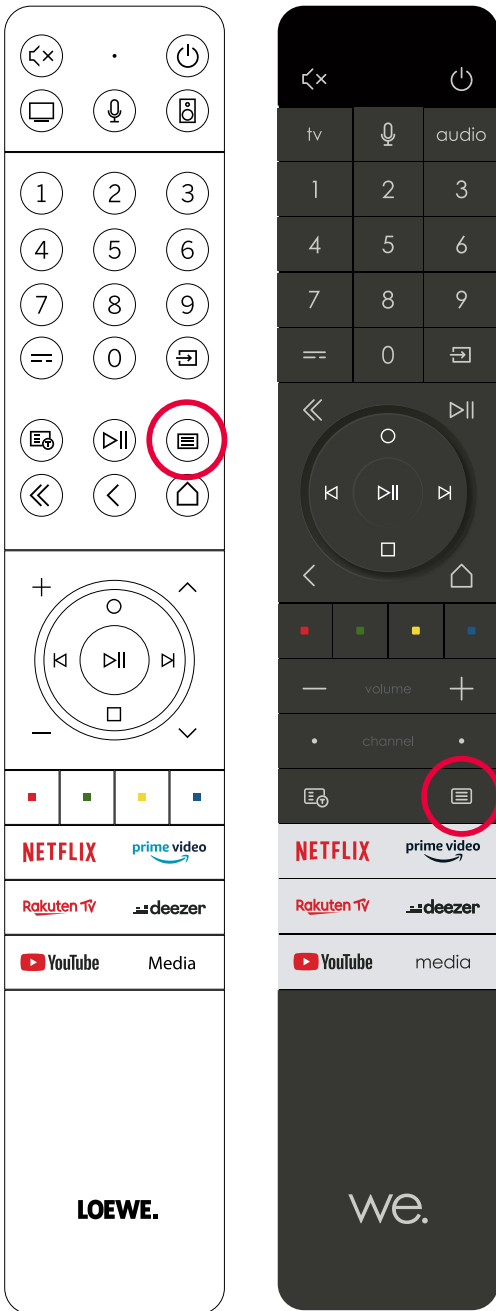 1 2 3
4 5 6
7 8 9
0
NETFLIX prime video
Rakuten TV deezer
YouTube Media
LOEWE.
tv audio
1 2 3
4 5 6
7 8 9
0
volume
channel
NETFLIX prime video
Rakuten TV deezer
YouTube media
we.